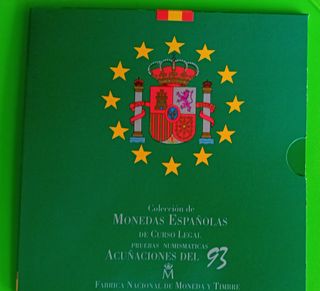 Colección de
MONEDAS ESPAÑOLAS
DE CURSO LEGAL
PRUEBAS NUMISMATICAS
ACUÑACIONES DEL 93
M
FABRICA NACIONAL DE MONEDA Y TIMBRE